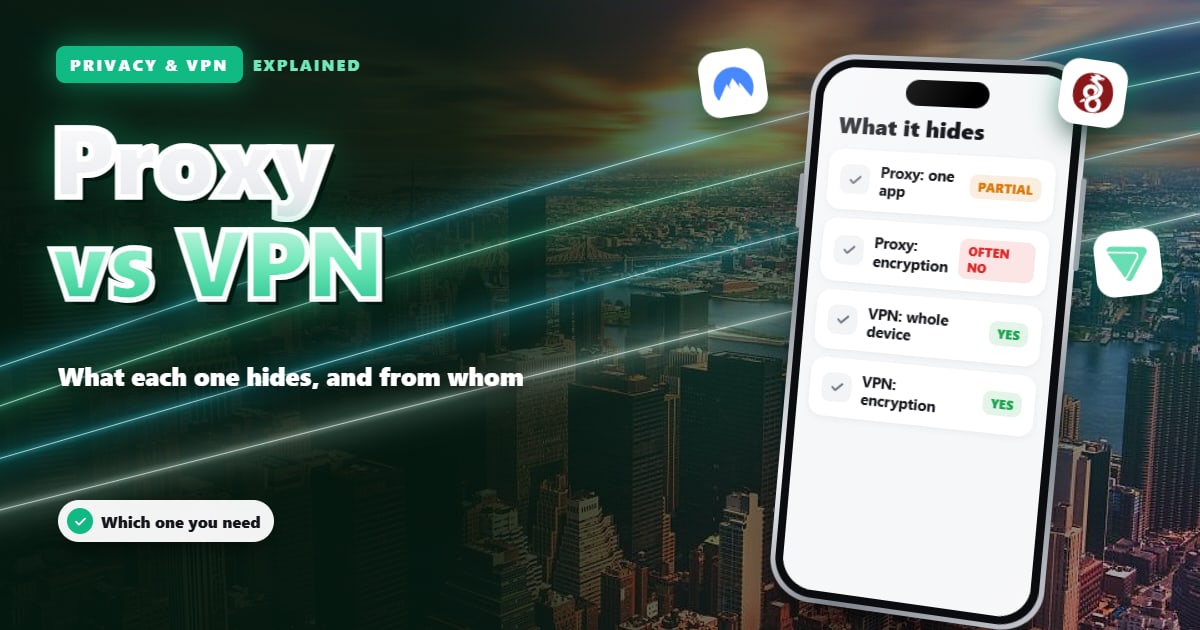 PRIVACY & VPN EXPLAINED
Proxy
vs VPN
What each one hides, and from whom
Which one you need
What it hides
Proxy: one
app
PARTIAL
Proxy:
encryption
OFTEN
NO
VPN: whole
device
YES
VPN:
encryption
YES